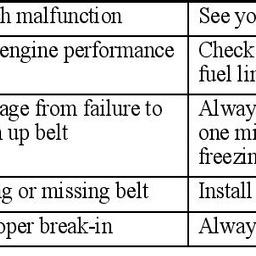 h malfunction
See yo
engine performance
Check
fuel lin
age from failure to
up belt
Alway
one mi
freezin
g or missing belt
Install
oper break-in
Alway